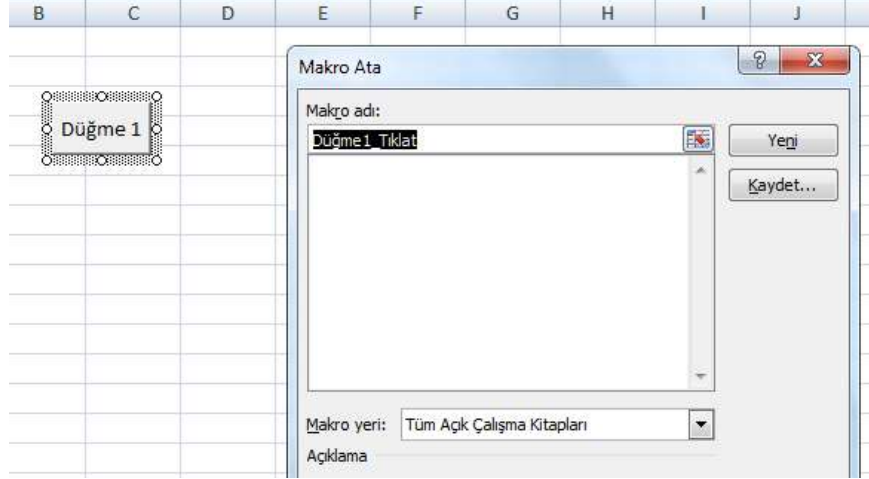 B C D E F G H I J
Makro Ata
?
Düğme 1
Makro adı:
Düğme1_Tıklat
Yeni
Kaydet...
Makro yeri:
Tüm Açık Çalışma Kitapları
Açıklama